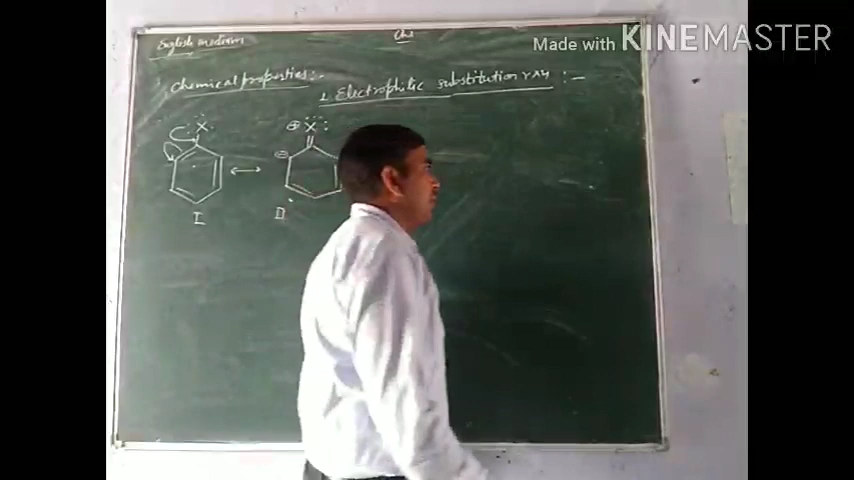 Made with KINEMASTER
English medium
Chemical properties :-
1. Electrophilic substitution rxn :-
:X:
⊕ X:
⊖
I
II